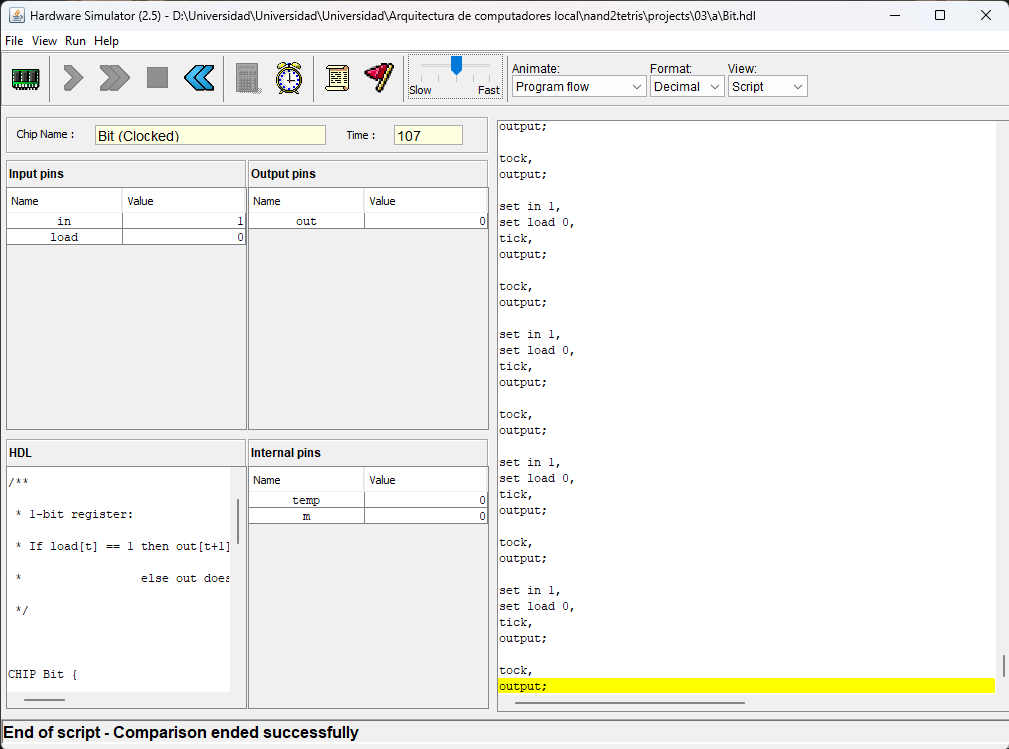 Hardware Simulator (2.5) - D:\Universidad\Universidad\Universidad\Arquitectura de computadores local\nand2tetris\projects\03\a\Bit.hdl
File View Run Help
Slow Fast
Animate: Format: View:
Program flow Decimal Script
Chip Name : Bit (Clocked) Time : 107
Input pins
Name Value
in 1
load 0
Output pins
Name Value
out 0
HDL
/**
* 1-bit register:
* If load[t] == 1 then out[t+1]
* else out does
*/
CHIP Bit {
Internal pins
Name Value
temp 0
m 0
output;
tock,
output;
set in 1,
set load 0,
tick,
output;
tock,
output;
set in 1,
set load 0,
tick,
output;
tock,
output;
set in 1,
set load 0,
tick,
output;
tock,
output;
set in 1,
set load 0,
tick,
output;
tock,
output;
End of script - Comparison ended successfully